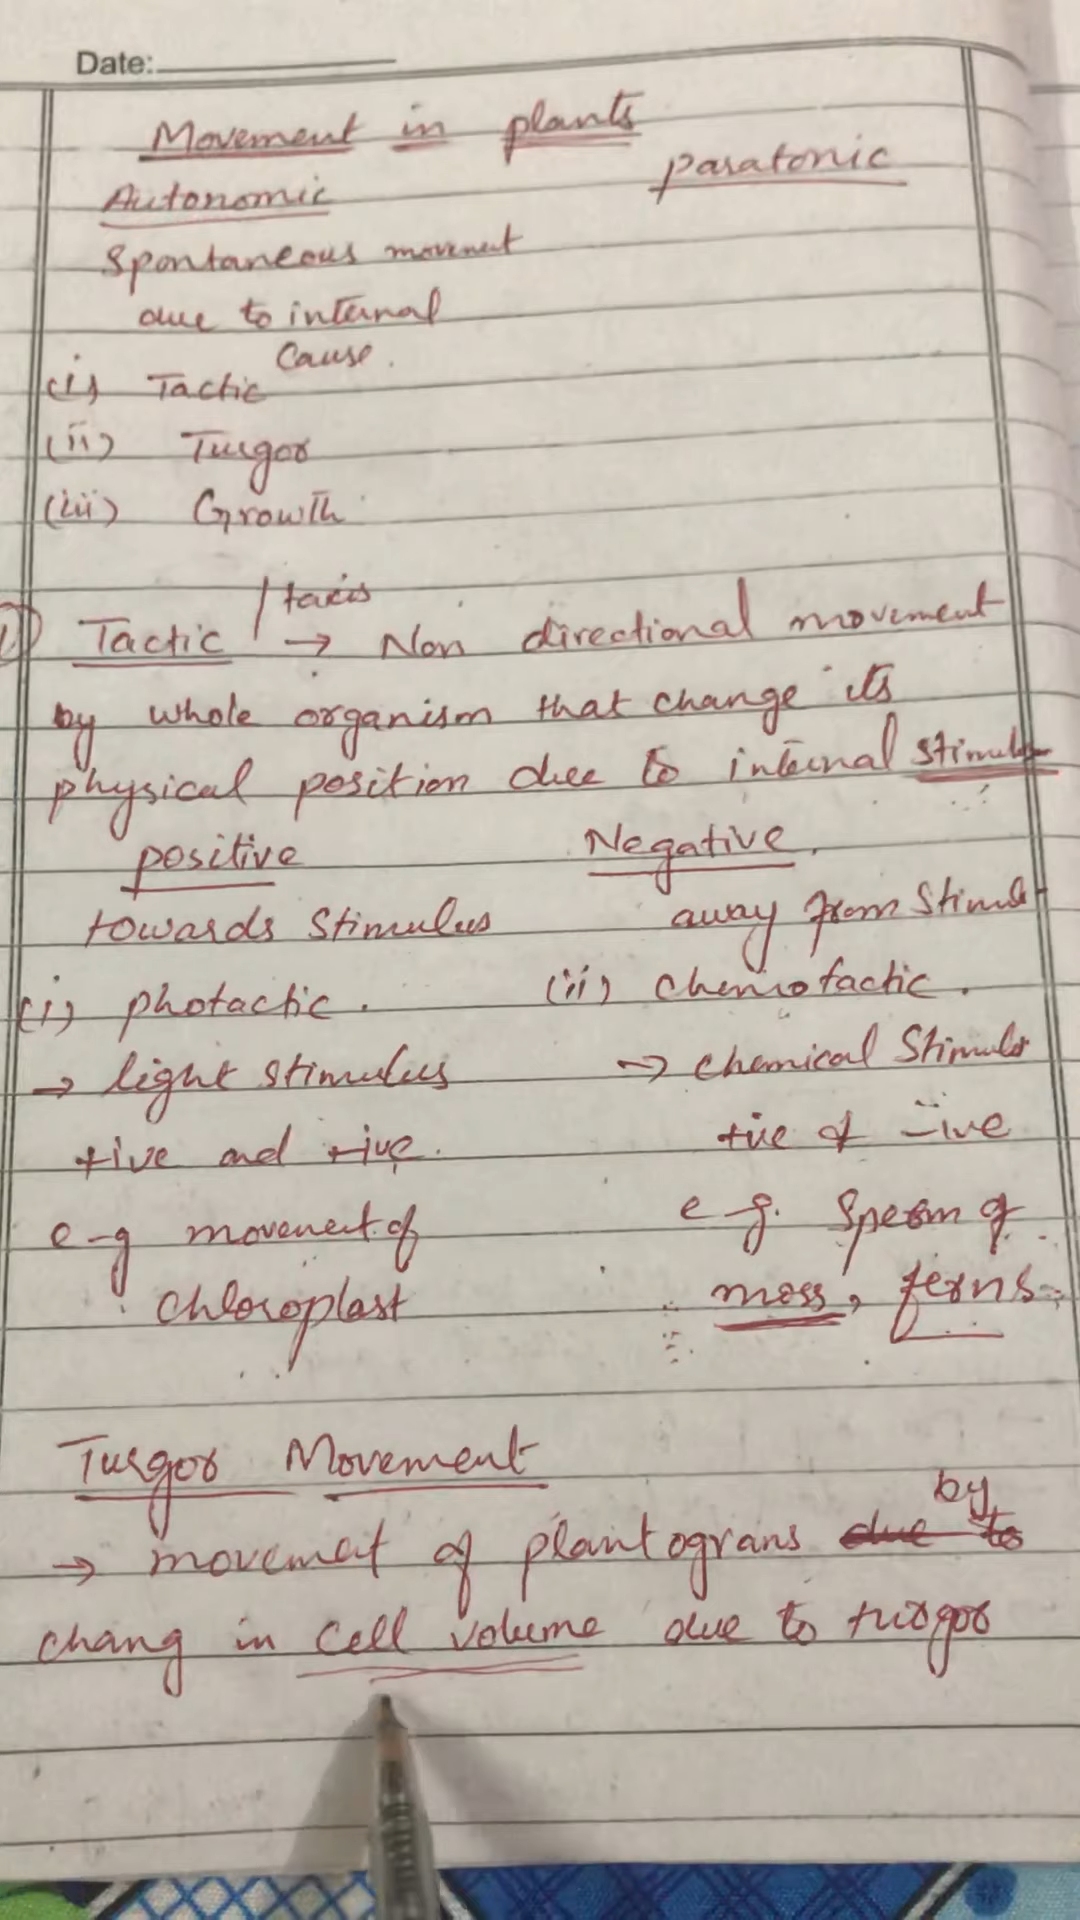 Date:
Movement in plants
Autonomic paratonic
Spontaneous movement
due to internal
Cause.
(i) Tactic
(ii) Turgor
(iii) Growth
1) Tactic / taxis → Non directional movement
by whole organism that change its
physical position due to internal stimulus
positive Negative.
towards stimulus away from Stimul
(i) photactic. (ii) chemotactic.
→ light stimulus → chemical Stimulus
+ive and +ive. +ive & -ive
e-g movement of e-g. Sperm of
chloroplast moss, ferns.
Turgor Movement
by
→ movemet of plant ograns due to
chang in cell volume due to turgor